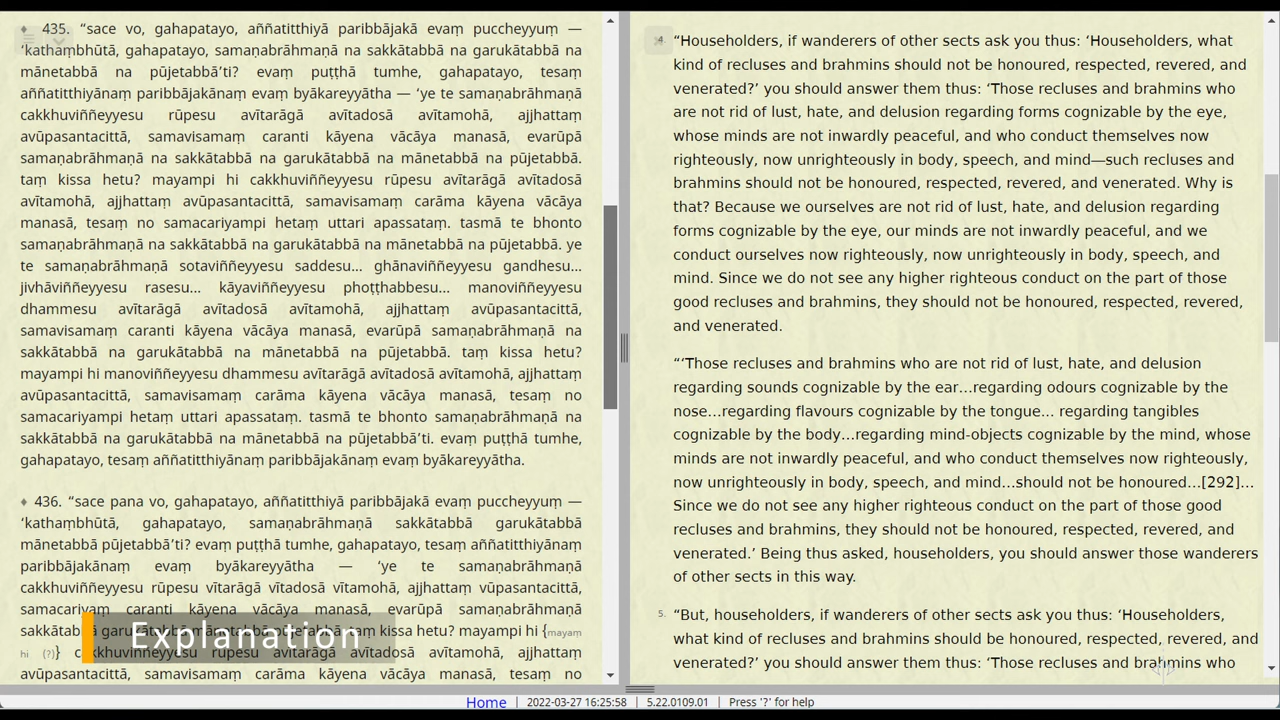 ♦ 435. “sace vo, gahapatayo, aññatitthiyā paribbājakā evaṃ puccheyyuṃ —
‘kathaṃbhūtā, gahapatayo, samaṇabrāhmaṇā na sakkātabbā na garukātabbā na
mānetabbā na pūjetabbā’ti? evaṃ puṭṭhā tumhe, gahapatayo, tesaṃ
aññatitthiyānaṃ paribbājakānaṃ evaṃ byākareyyātha — ‘ye te samaṇabrāhmaṇā
cakkhuviññeyyesu rūpesu avītarāgā avītadosā avītamohā, ajjhattaṃ
avūpasantacittā, samavisamaṃ caranti kāyena vācāya manasā, evarūpā
samaṇabrāhmaṇā na sakkātabbā na garukātabbā na mānetabbā na pūjetabbā.
taṃ kissa hetu? mayampi hi cakkhuviññeyyesu rūpesu avītarāgā avītadosā
avītamohā, ajjhattaṃ avūpasantacittā, samavisamaṃ carāma kāyena vācāya
manasā, tesaṃ no samacariyampi hetaṃ uttari apassataṃ. tasmā te bhonto
samaṇabrāhmaṇā na sakkātabbā na garukātabbā na mānetabbā na pūjetabbā. ye
te samaṇabrāhmaṇā sotaviññeyyesu saddesu... ghānaviññeyyesu gandhesu...
jivhāviññeyyesu rasesu... kāyaviññeyyesu phoṭṭhabbesu... manoviññeyyesu
dhammesu avītarāgā avītadosā avītamohā, ajjhattaṃ avūpasantacittā,
samavisamaṃ caranti kāyena vācāya manasā, evarūpā samaṇabrāhmaṇā na
sakkātabbā na garukātabbā na mānetabbā na pūjetabbā. taṃ kissa hetu?
mayampi hi manoviññeyyesu dhammesu avītarāgā avītadosā avītamohā, ajjhattaṃ
avūpasantacittā, samavisamaṃ carāma kāyena vācāya manasā, tesaṃ no
samacariyampi hetaṃ uttari apassataṃ. tasmā te bhonto samaṇabrāhmaṇā na
sakkātabbā na garukātabbā na mānetabbā na pūjetabbā’ti. evaṃ puṭṭhā tumhe,
gahapatayo, tesaṃ aññatitthiyānaṃ paribbājakānaṃ evaṃ byākareyyātha.
♦ 436. “sace pana vo, gahapatayo, aññatitthiyā paribbājakā evaṃ puccheyyuṃ —
‘kathaṃbhūtā, gahapatayo, samaṇabrāhmaṇā sakkātabbā garukātabbā
mānetabbā pūjetabbā’ti? evaṃ puṭṭhā tumhe, gahapatayo, tesaṃ aññatitthiyānaṃ
paribbājakānaṃ evaṃ byākareyyātha — ‘ye te samaṇabrāhmaṇā
cakkhuviññeyyesu rūpesu vītarāgā vītadosā vītamohā, ajjhattaṃ vūpasantacittā,
samacariyaṃ caranti kāyena vācāya manasā, evarūpā samaṇabrāhmaṇā
sakkātabbā garukātabbā mānetabbā pūjetabbā. taṃ kissa hetu? mayampi hi {mayaṃ
hi (?)} cakkhuviññeyyesu rūpesu avītarāgā avītadosā avītamohā, ajjhattaṃ
avūpasantacittā, samavisamaṃ carāma kāyena vācāya manasā, tesaṃ no
Explanation
4. “Householders, if wanderers of other sects ask you thus: ‘Householders, what
kind of recluses and brahmins should not be honoured, respected, revered, and
venerated?’ you should answer them thus: ‘Those recluses and brahmins who
are not rid of lust, hate, and delusion regarding forms cognizable by the eye,
whose minds are not inwardly peaceful, and who conduct themselves now
righteously, now unrighteously in body, speech, and mind—such recluses and
brahmins should not be honoured, respected, revered, and venerated. Why is
that? Because we ourselves are not rid of lust, hate, and delusion regarding
forms cognizable by the eye, our minds are not inwardly peaceful, and we
conduct ourselves now righteously, now unrighteously in body, speech, and
mind. Since we do not see any higher righteous conduct on the part of those
good recluses and brahmins, they should not be honoured, respected, revered,
and venerated.
“‘Those recluses and brahmins who are not rid of lust, hate, and delusion
regarding sounds cognizable by the ear…regarding odours cognizable by the
nose…regarding flavours cognizable by the tongue… regarding tangibles
cognizable by the body…regarding mind-objects cognizable by the mind, whose
minds are not inwardly peaceful, and who conduct themselves now righteously,
now unrighteously in body, speech, and mind…should not be honoured…[292]…
Since we do not see any higher righteous conduct on the part of those good
recluses and brahmins, they should not be honoured, respected, revered, and
venerated.’ Being thus asked, householders, you should answer those wanderers
of other sects in this way.
5. “But, householders, if wanderers of other sects ask you thus: ‘Householders,
what kind of recluses and brahmins should be honoured, respected, revered, and
venerated?’ you should answer them thus: ‘Those recluses and brahmins who
Home | 2022-03-27 16:25:58 | 5.22.0109.01 | Press '?' for help